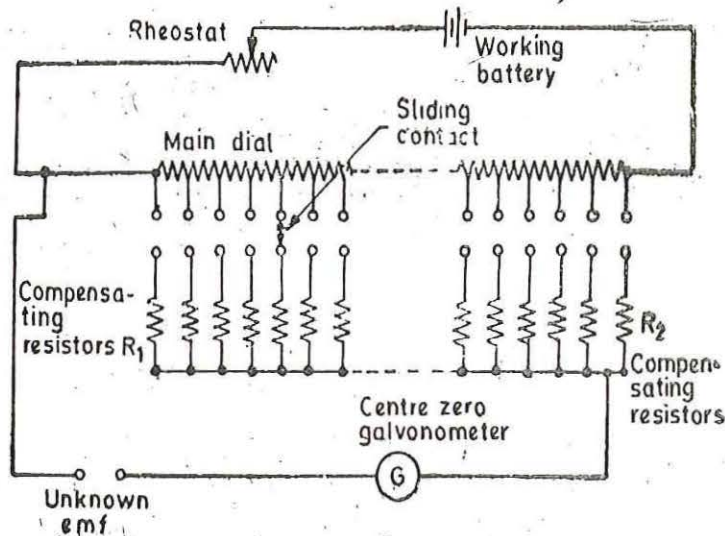 Rheostat
Working
battery
Sliding
contact
Main dial
Compensa-
ting
resistors R1
R2
Compen-
sating
resistors
Centre zero
galvonometer
G
Unknown
emf